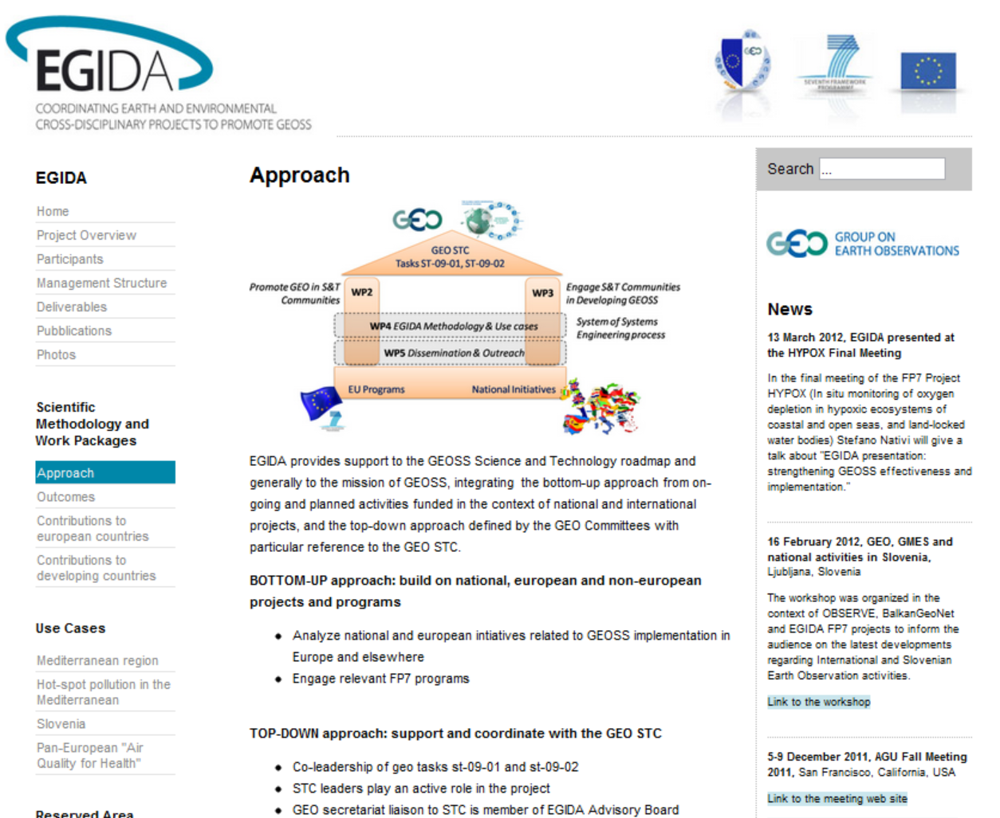 EGIDA
COORDINATING EARTH AND ENVIRONMENTAL
CROSS-DISCIPLINARY PROJECTS TO PROMOTE GEOSS
GEO
SEVENTH FRAMEWORK
PROGRAMME
EGIDA
Home
Project Overview
Participants
Management Structure
Deliverables
Pubblications
Photos
Scientific
Methodology and
Work Packages
Approach
Outcomes
Contributions to
european countries
Contributions to
developing countries
Use Cases
Mediterranean region
Hot-spot pollution in the
Mediterranean
Slovenia
Pan-European "Air
Quality for Health"
Reserved Area
Approach
GEO
GEO STC
Tasks ST-09-01, ST-09-02
Promote GEO in S&T
Communities
WP2
WP3
Engage S&T Communities
in Developing GEOSS
WP4 EGIDA Methodology & Use cases
System of Systems
Engineering process
WP5 Dissemination & Outreach
EU Programs
National Initiatives
EGIDA provides support to the GEOSS Science and Technology roadmap and
generally to the mission of GEOSS, integrating the bottom-up approach from on-
going and planned activities funded in the context of national and international
projects, and the top-down approach defined by the GEO Committees with
particular reference to the GEO STC.
BOTTOM-UP approach: build on national, european and non-european
projects and programs
• Analyze national and european intiatives related to GEOSS implementation in
Europe and elsewhere
• Engage relevant FP7 programs
TOP-DOWN approach: support and coordinate with the GEO STC
• Co-leadership of geo tasks st-09-01 and st-09-02
• STC leaders play an active role in the project
• GEO secretariat liaison to STC is member of EGIDA Advisory Board
Search ...
GEO GROUP ON
EARTH OBSERVATIONS
News
13 March 2012, EGIDA presented at
the HYPOX Final Meeting
In the final meeting of the FP7 Project
HYPOX (In situ monitoring of oxygen
depletion in hypoxic ecosystems of
coastal and open seas, and land-locked
water bodies) Stefano Nativi will give a
talk about "EGIDA presentation:
strengthening GEOSS effectiveness and
implementation."
16 February 2012, GEO, GMES and
national activities in Slovenia,
Ljubljana, Slovenia
The workshop was organized in the
context of OBSERVE, BalkanGeoNet
and EGIDA FP7 projects to inform the
audience on the latest developments
regarding International and Slovenian
Earth Observation activities.
Link to the workshop
5-9 December 2011, AGU Fall Meeting
2011, San Francisco, California, USA
Link to the meeting web site